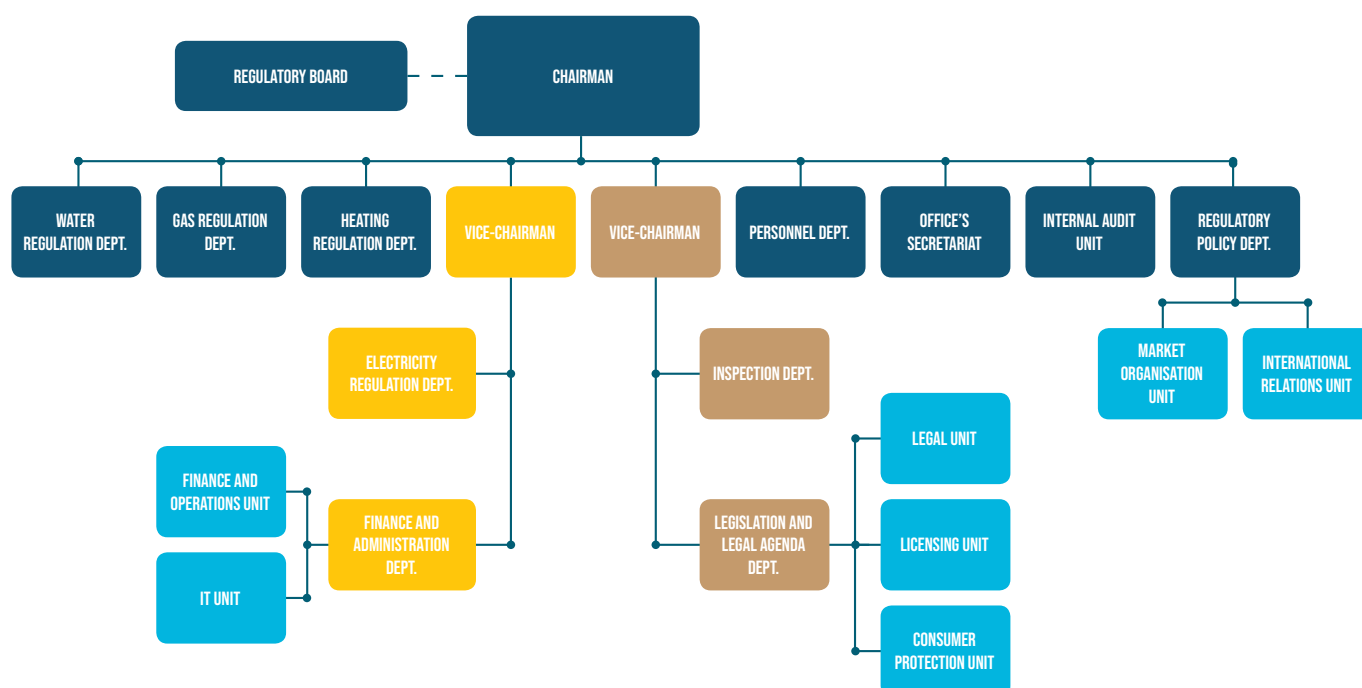 REGULATORY BOARD
CHAIRMAN
WATER
REGULATION DEPT.
GAS REGULATION
DEPT.
HEATING
REGULATION DEPT.
VICE-CHAIRMAN
VICE-CHAIRMAN
PERSONNEL DEPT.
OFFICE'S
SECRETARIAT
INTERNAL AUDIT
UNIT
REGULATORY
POLICY DEPT.
ELECTRICITY
REGULATION DEPT.
INSPECTION DEPT.
MARKET
ORGANISATION
UNIT
INTERNATIONAL
RELATIONS UNIT
LEGAL UNIT
FINANCE AND
OPERATIONS UNIT
FINANCE AND
ADMINISTRATION
DEPT.
LEGISLATION AND
LEGAL AGENDA
DEPT.
LICENSING UNIT
IT UNIT
CONSUMER
PROTECTION UNIT